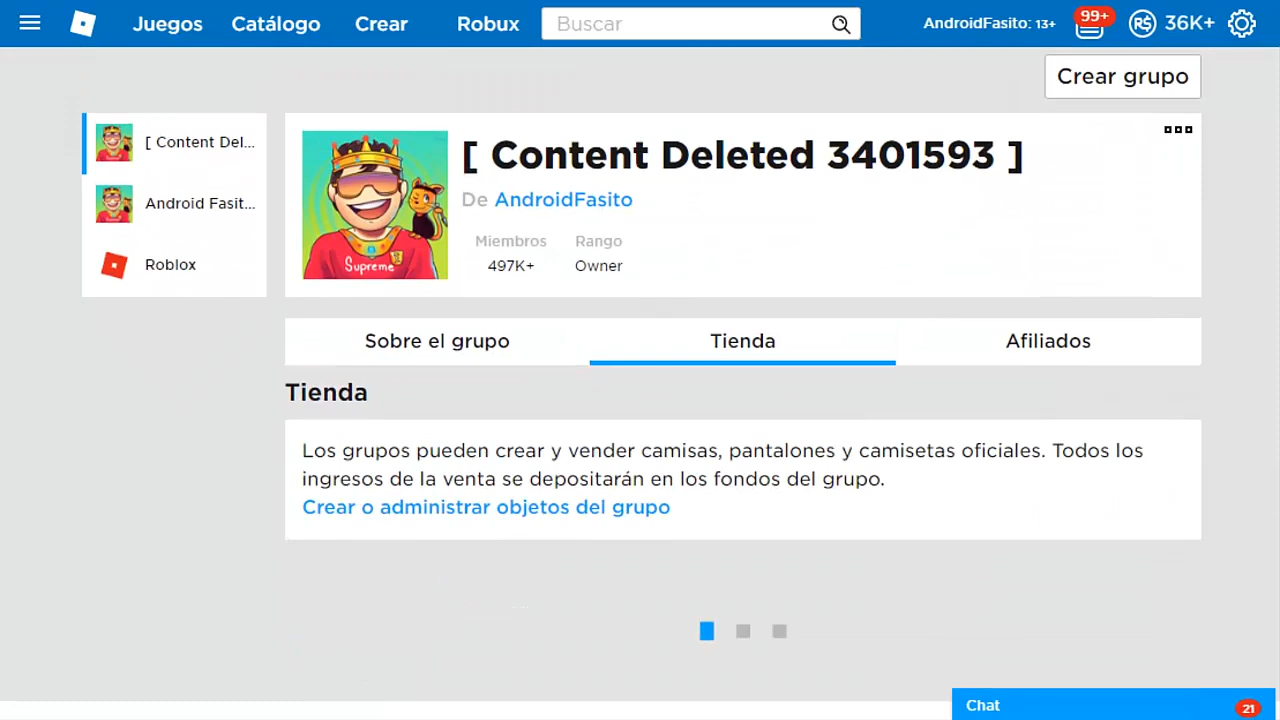 Juegos Catálogo Crear Robux Buscar AndroidFasito: 13+ 99+ R$ 36K+
Crear grupo
[ Content Del...
Android Fasit...
Roblox
[ Content Deleted 3401593 ]
De AndroidFasito
Miembros Rango
497K+ Owner
Supreme
Sobre el grupo Tienda Afiliados
Tienda
Los grupos pueden crear y vender camisas, pantalones y camisetas oficiales. Todos los
ingresos de la venta se depositarán en los fondos del grupo.
Crear o administrar objetos del grupo
Chat 21